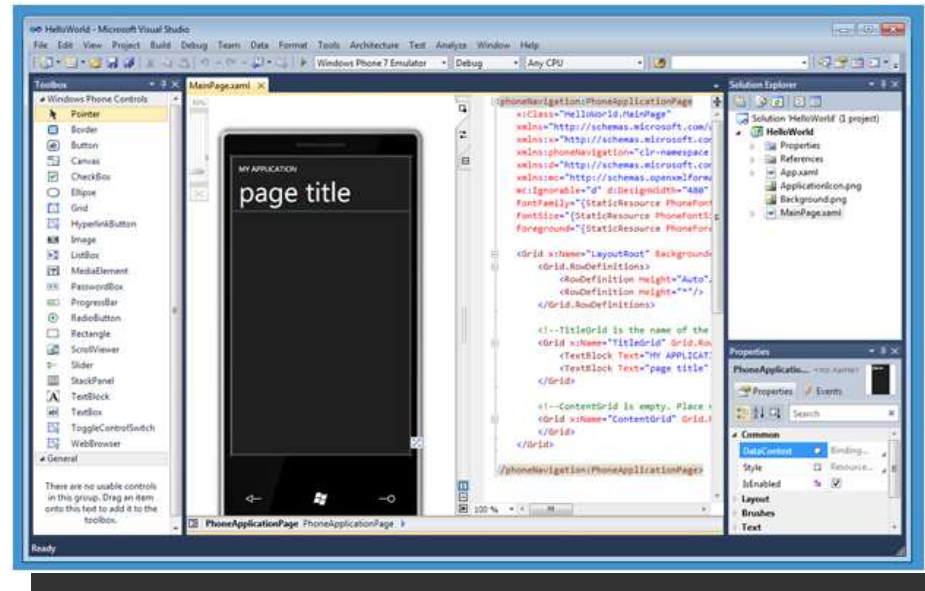 HelloWorld - Microsoft Visual Studio
File Edit View Project Build Debug Team Data Format Tools Architecture Test Analyze Window Help
Windows Phone 7 Emulator Debug Any CPU
Toolbox
Windows Phone Controls
Pointer
Border
Button
Canvas
CheckBox
Ellipse
Grid
HyperlinkButton
Image
ListBox
MediaElement
PasswordBox
ProgressBar
RadioButton
Rectangle
ScrollViewer
Slider
StackPanel
TextBlock
TextBox
ToggleControlSwitch
WebBrowser
General
There are no usable controls
in this group. Drag an item
onto this text to add it to the
toolbox.
MainPage.xaml
MY APPLICATION
page title
phoneNavigation:PhoneApplicationPage
x:Class="HelloWorld.MainPage"
xmlns="http://schemas.microsoft.com/
xmlns:x="http://schemas.microsoft.co
xmlns:phoneNavigation="clr-namespace
xmlns:d="http://schemas.microsoft.co
xmlns:mc="http://schemas.openxmlforma
mc:Ignorable="d" d:DesignWidth="480"
FontFamily="{StaticResource PhoneFont
FontSize="{StaticResource PhoneFontSi
Foreground="{StaticResource PhoneFore
<Grid x:Name="LayoutRoot" Background
<Grid.RowDefinitions>
<RowDefinition Height="Auto"
<RowDefinition Height="*"/>
</Grid.RowDefinitions>
<!--TitleGrid is the name of the
<Grid x:Name="TitleGrid" Grid.Ro
<TextBlock Text="MY APPLICAT
<TextBlock Text="page title"
</Grid>
<!--ContentGrid is empty. Place
<Grid x:Name="ContentGrid" Grid.
</Grid>
</Grid>
/phoneNavigation:PhoneApplicationPage>
100 %
PhoneApplicationPage PhoneApplicationPage
Solution Explorer
Solution 'HelloWorld' (1 project)
HelloWorld
Properties
References
App.xaml
ApplicationIcon.png
Background.png
MainPage.xaml
Properties
PhoneApplicatio... <no name>
Properties Events
Search
Common
DataContext Binding...
Style Resource...
IsEnabled
Layout
Brushes
Text
Ready